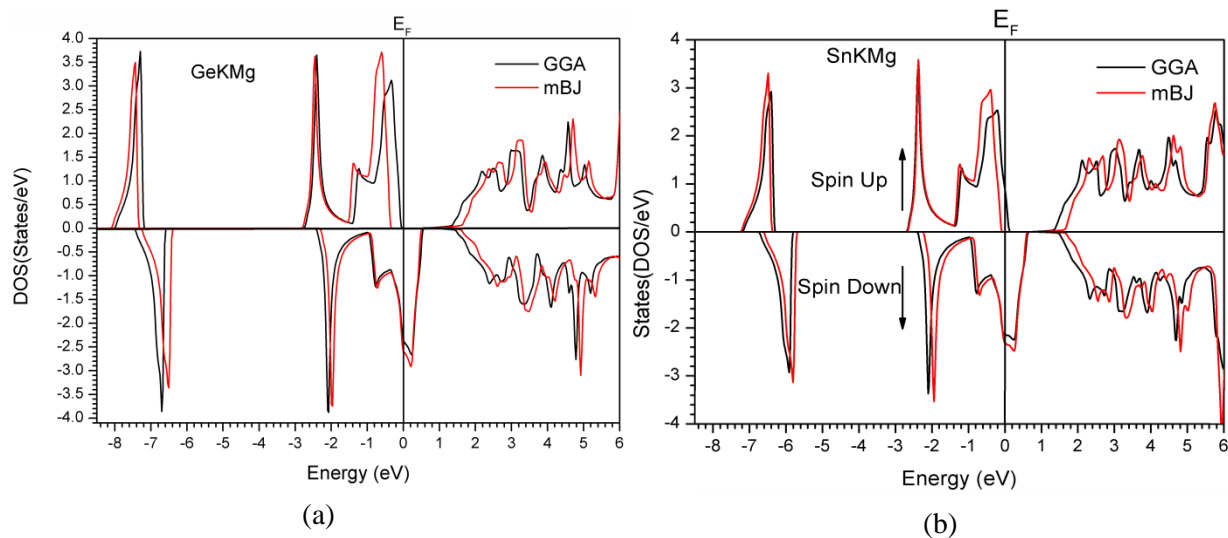 E_F
4.0
3.5
3.0
2.5
2.0
1.5
1.0
0.5
0.0
-0.5
-1.0
-1.5
-2.0
-2.5
-3.0
-3.5
-4.0
DOS(States/eV)
GeKMg
GGA
mBJ
-8 -7 -6 -5 -4 -3 -2 -1 0 1 2 3 4 5 6
Energy (eV)
(a)
E_F
4
3
2
1
0
-1
-2
-3
-4
States(DOS/eV)
SnKMg
GGA
mBJ
Spin Up
Spin Down
-8 -7 -6 -5 -4 -3 -2 -1 0 1 2 3 4 5 6
Energy (eV)
(b)